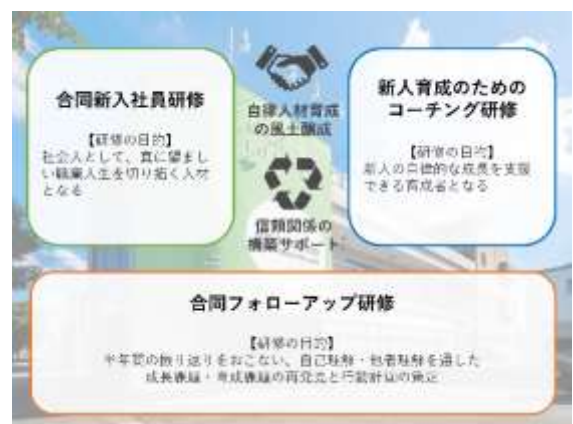 合同新入社員研修
【研修の目的】
社会人として、真に望まし
い職業人生を切り拓く人材
となる
自律人材育成
の風土醸成
信頼関係の
構築サポート
新人育成のための
コーチング研修
【研修の目的】
新人の自律的な成長を支援
できる育成者となる
合同フォローアップ研修
【研修の目的】
半年間の振り返りをおこない、自己理解・他者理解を通した
成長課題・育成課題の再設定と行動計画の策定